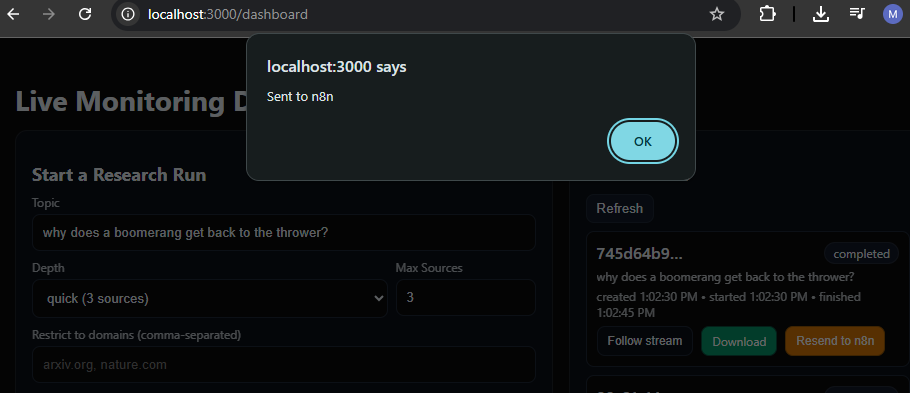 localhost:3000/dashboard
M
localhost:3000 says
Sent to n8n
OK
Live Monitoring D
Start a Research Run
Topic
why does a boomerang get back to the thrower?
Depth
Max Sources
quick (3 sources)
3
Restrict to domains (comma-separated)
arxiv.org, nature.com
Refresh
745d64b9...
completed
why does a boomerang get back to the thrower?
created 1:02:30 PM • started 1:02:30 PM • finished
1:02:45 PM
Follow stream
Download
Resend to n8n